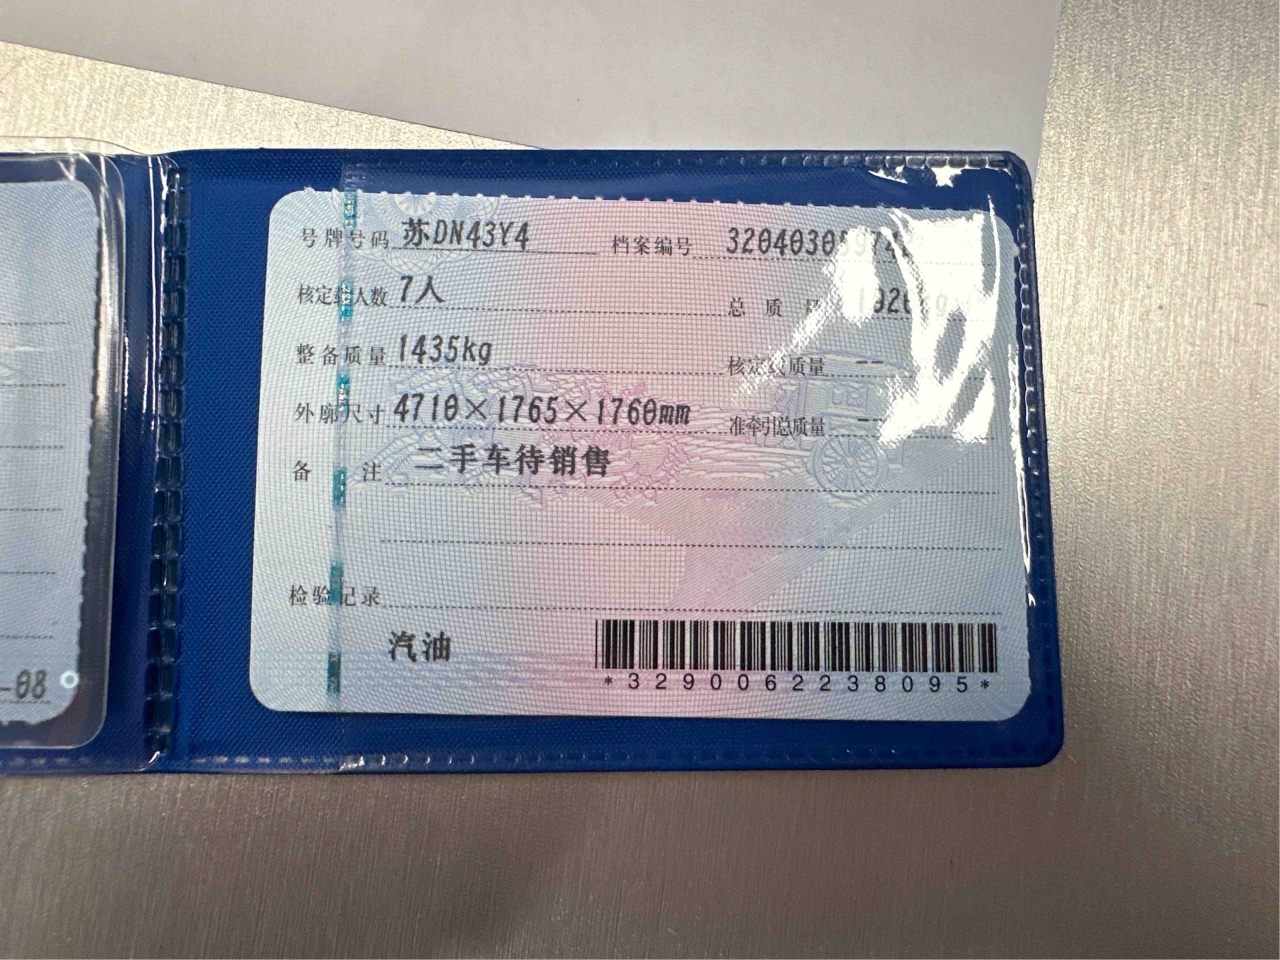 号牌号码 苏DN43Y4 档案编号
核定载人数 7人 总质量
整备质量 1435kg 核定载质量 --
外廓尺寸 4710×1765×1760mm 准牵引总质量
备注 二手车待销售
检验记录
汽油
*3290062238095*
-08